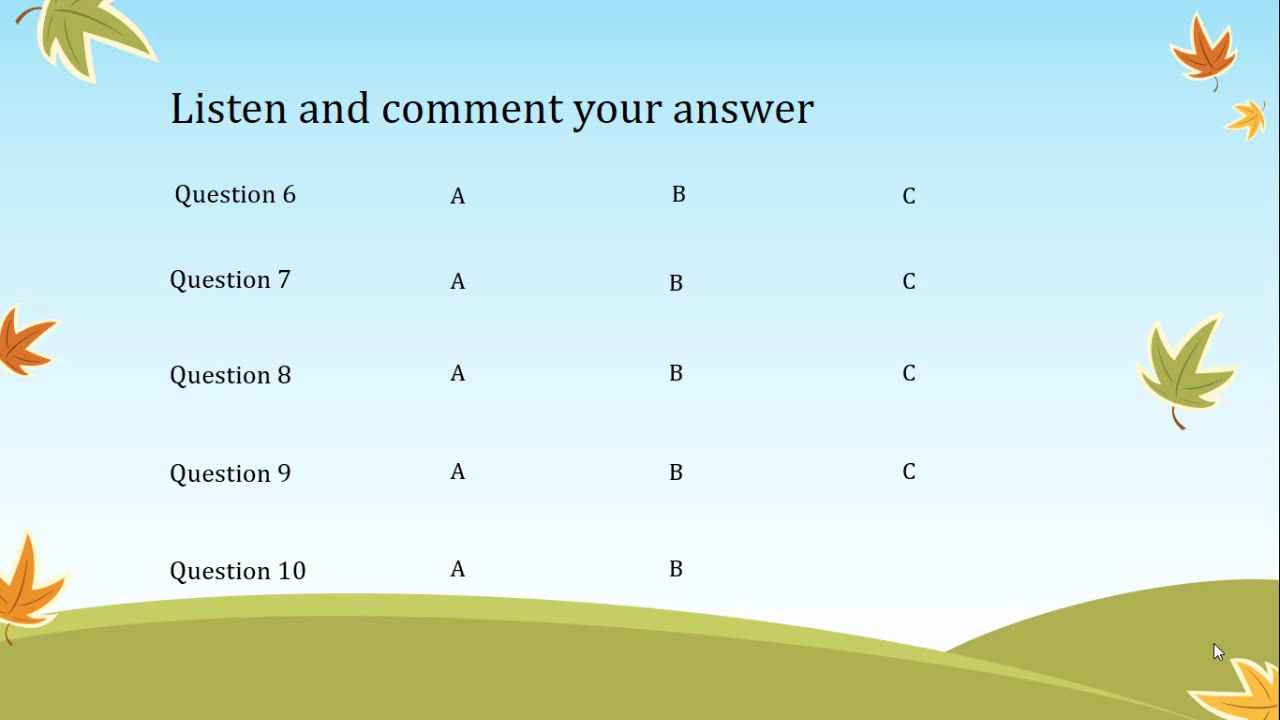 Listen and comment your answer
Question 6 A B C
Question 7 A B C
Question 8 A B C
Question 9 A B C
Question 10 A B